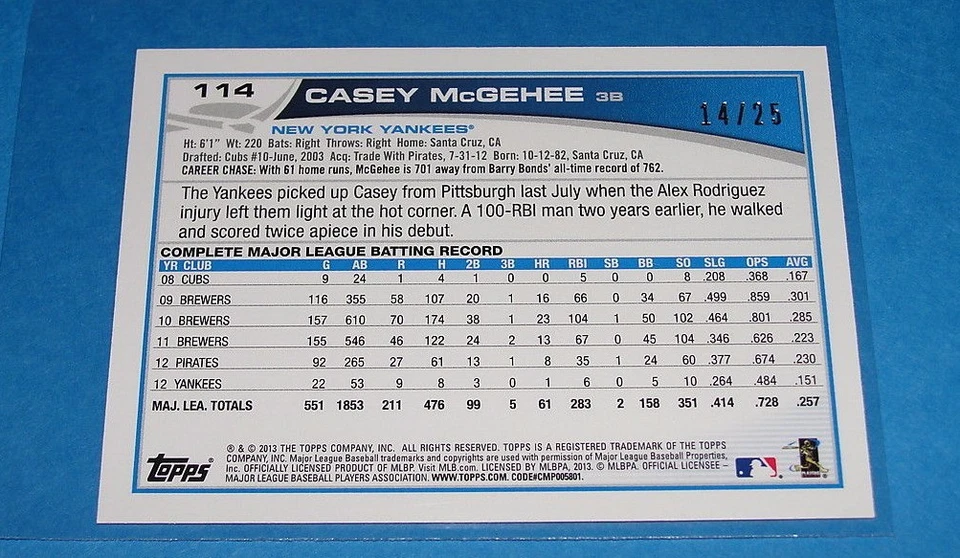 114 CASEY McGEHEE 3B
14/25
NEW YORK YANKEES®
Ht: 6'1" Wt: 220 Bats: Right Throws: Right Home: Santa Cruz, CA
Drafted: Cubs #10-June, 2003 Acq: Trade With Pirates, 7-31-12 Born: 10-12-82, Santa Cruz, CA
CAREER CHASE: With 61 home runs, McGehee is 701 away from Barry Bonds' all-time record of 762.
The Yankees picked up Casey from Pittsburgh last July when the Alex Rodriguez
injury left them light at the hot corner. A 100-RBI man two years earlier, he walked
and scored twice apiece in his debut.
COMPLETE MAJOR LEAGUE BATTING RECORD
YR CLUB G AB R H 2B 3B HR RBI SB BB SO SLG OPS AVG
08 CUBS 9 24 1 4 1 0 0 5 0 0 8 .208 .368 .167
09 BREWERS 116 355 58 107 20 1 16 66 0 34 67 .499 .859 .301
10 BREWERS 157 610 70 174 38 1 23 104 1 50 102 .464 .801 .285
11 BREWERS 155 546 46 122 24 2 13 67 0 45 104 .346 .626 .223
12 PIRATES 92 265 27 61 13 1 8 35 1 24 60 .377 .674 .230
12 YANKEES 22 53 9 8 3 0 1 6 0 5 10 .264 .484 .151
MAJ. LEA. TOTALS 551 1853 211 476 99 5 61 283 2 158 351 .414 .728 .257
® & © 2013 THE TOPPS COMPANY, INC. ALL RIGHTS RESERVED. TOPPS IS A REGISTERED TRADEMARK OF THE TOPPS
COMPANY, INC. Major League Baseball trademarks and copyrights are used with permission of Major League Baseball Properties,
Inc. OFFICIALLY LICENSED PRODUCT OF MLBP. Visit MLB.com. LICENSED BY MLBPA, 2013. © MLBPA. OFFICIAL LICENSEE –
MAJOR LEAGUE BASEBALL PLAYERS ASSOCIATION. WWW.TOPPS.COM. CODE#CMP005801.
Topps®